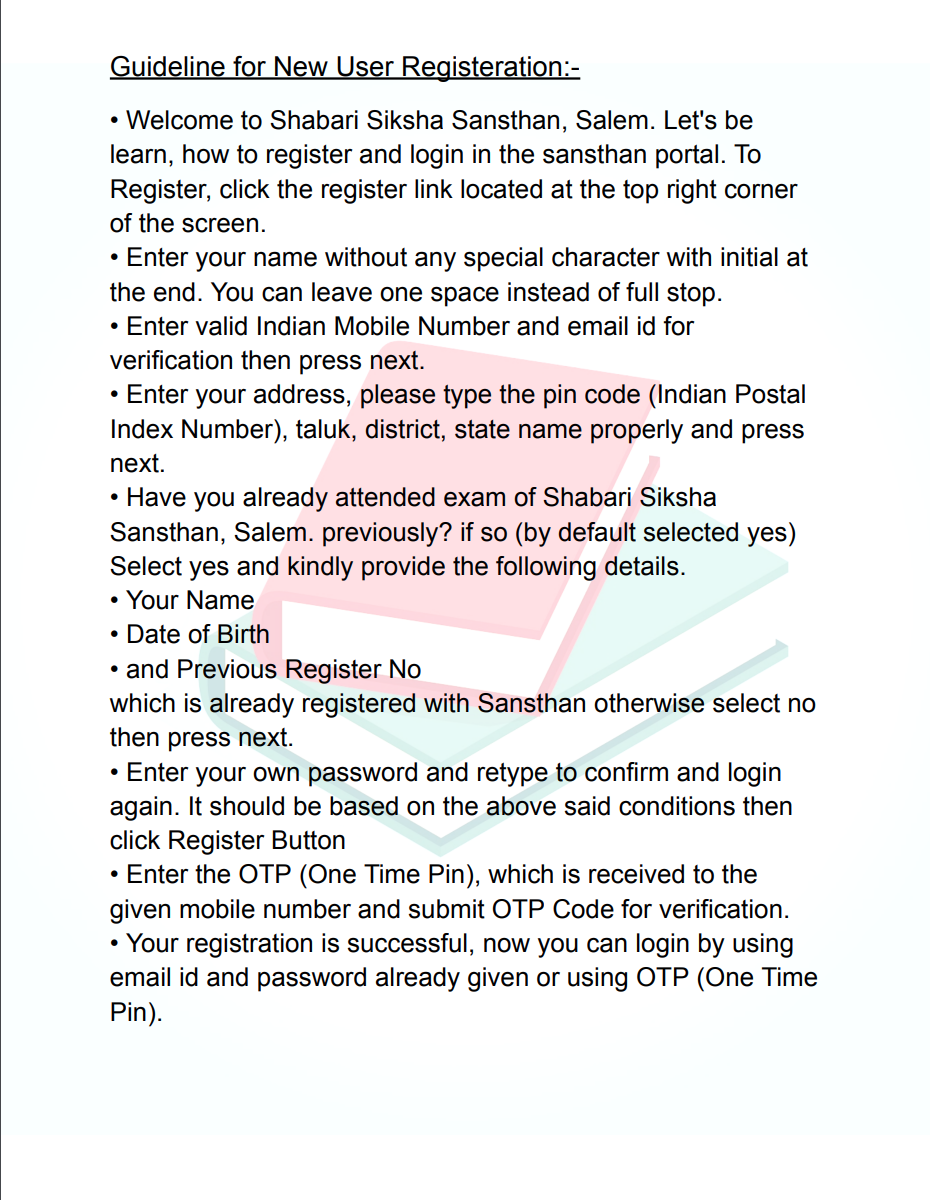 Guideline for New User Registeration:-
• Welcome to Shabari Siksha Sansthan, Salem. Let's be
learn, how to register and login in the sansthan portal. To
Register, click the register link located at the top right corner
of the screen.
• Enter your name without any special character with initial at
the end. You can leave one space instead of full stop.
• Enter valid Indian Mobile Number and email id for
verification then press next.
• Enter your address, please type the pin code (Indian Postal
Index Number), taluk, district, state name properly and press
next.
• Have you already attended exam of Shabari Siksha
Sansthan, Salem. previously? if so (by default selected yes)
Select yes and kindly provide the following details.
• Your Name
• Date of Birth
• and Previous Register No
which is already registered with Sansthan otherwise select no
then press next.
• Enter your own password and retype to confirm and login
again. It should be based on the above said conditions then
click Register Button
• Enter the OTP (One Time Pin), which is received to the
given mobile number and submit OTP Code for verification.
• Your registration is successful, now you can login by using
email id and password already given or using OTP (One Time
Pin).